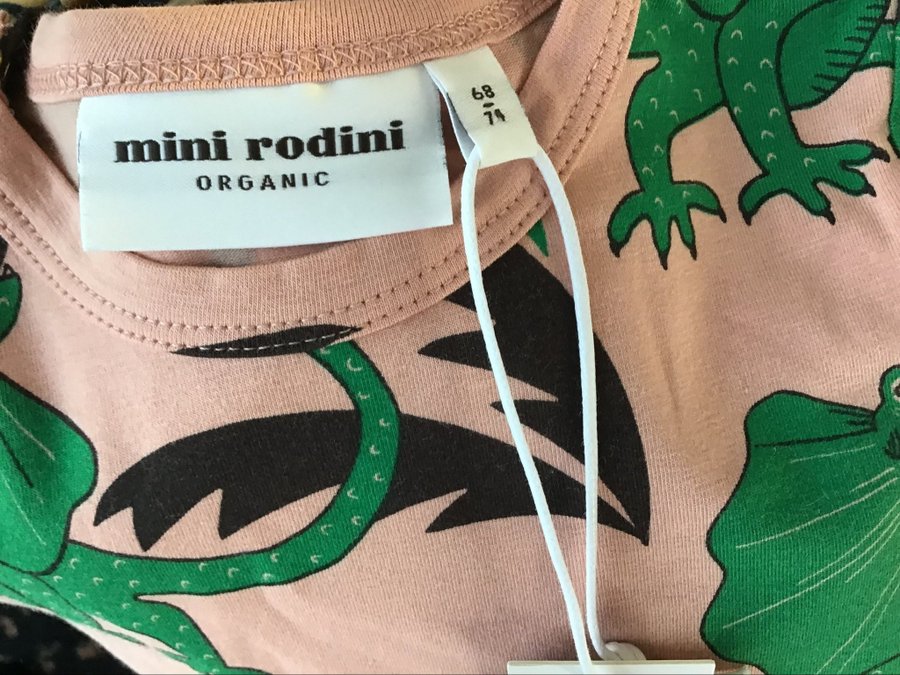 mini rodini
ORGANIC
68-
74